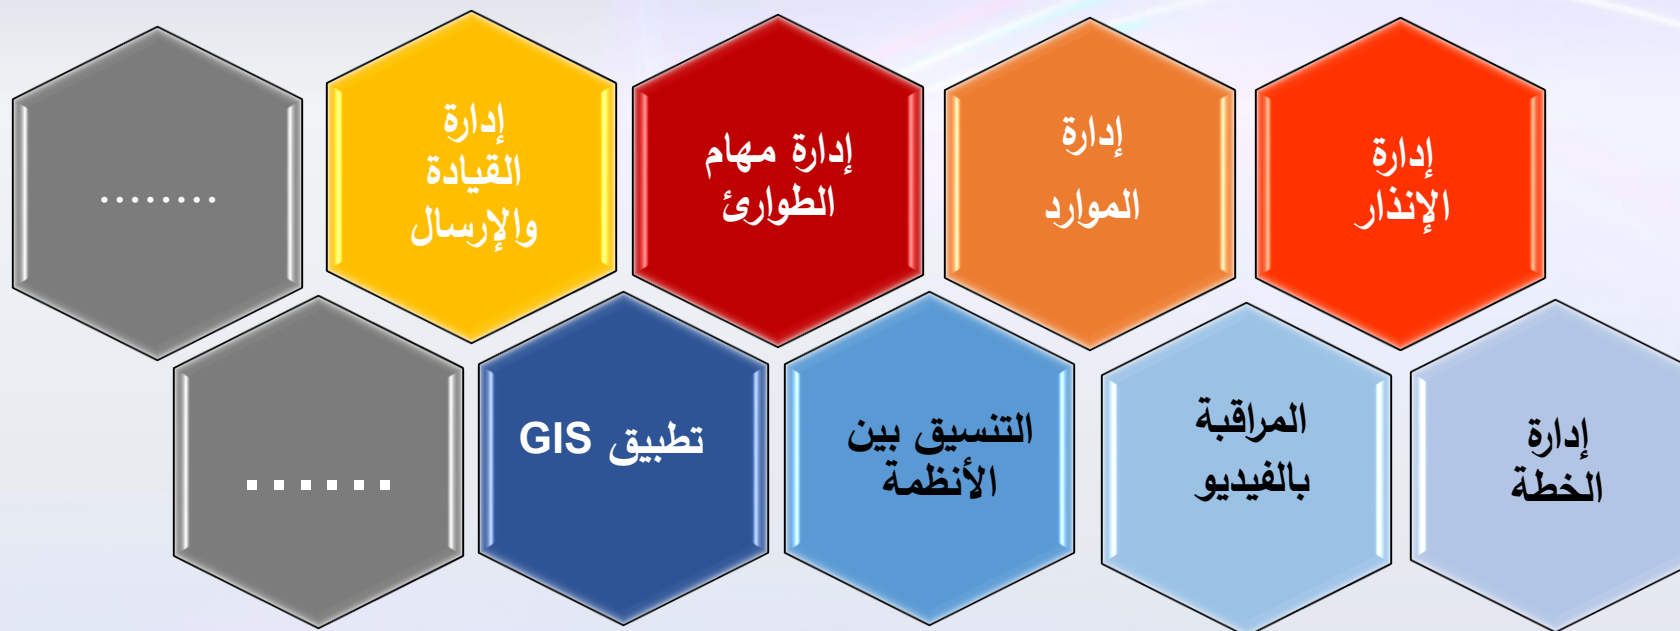 إدارة
الإنذار
إدارة
الموارد
إدارة مهام
الطوارئ
إدارة
القيادة
والإرسال
........
إدارة
الخطة
المراقبة
بالفيديو
التنسيق بين
الأنظمة
تطبيق GIS
......